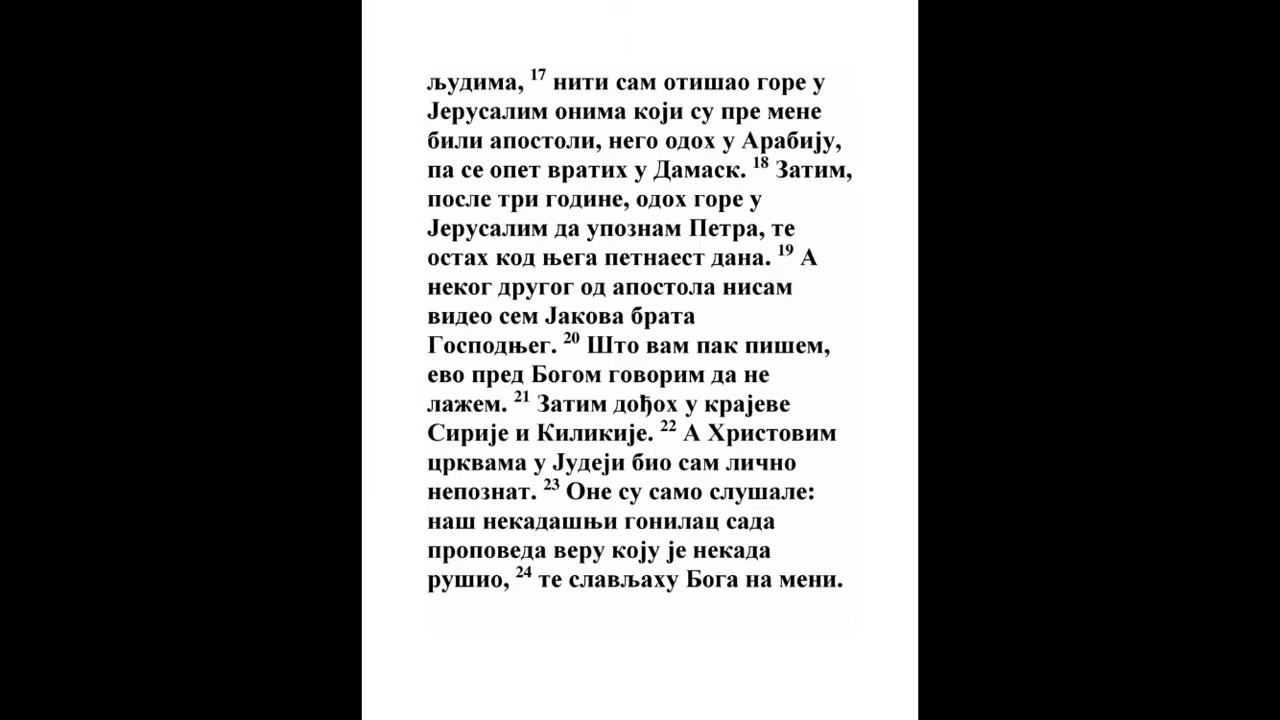 људима, 17 нити сам отишао горе у
Јерусалим онима који су пре мене
били апостоли, него одох у Арабију,
па се опет вратих у Дамаск. 18 Затим,
после три године, одох горе у
Јерусалим да упознам Петра, те
остах код њега петнаест дана. 19 А
неког другог од апостола нисам
видео сем Јакова брата
Господњег. 20 Што вам пак пишем,
ево пред Богом говорим да не
лажем. 21 Затим дођох у крајеве
Сирије и Киликије. 22 А Христовим
црквама у Јудеји био сам лично
непознат. 23 Оне су само слушале:
наш некадашњи гонилац сада
проповеда веру коју је некада
рушио, 24 те слављаху Бога на мени.